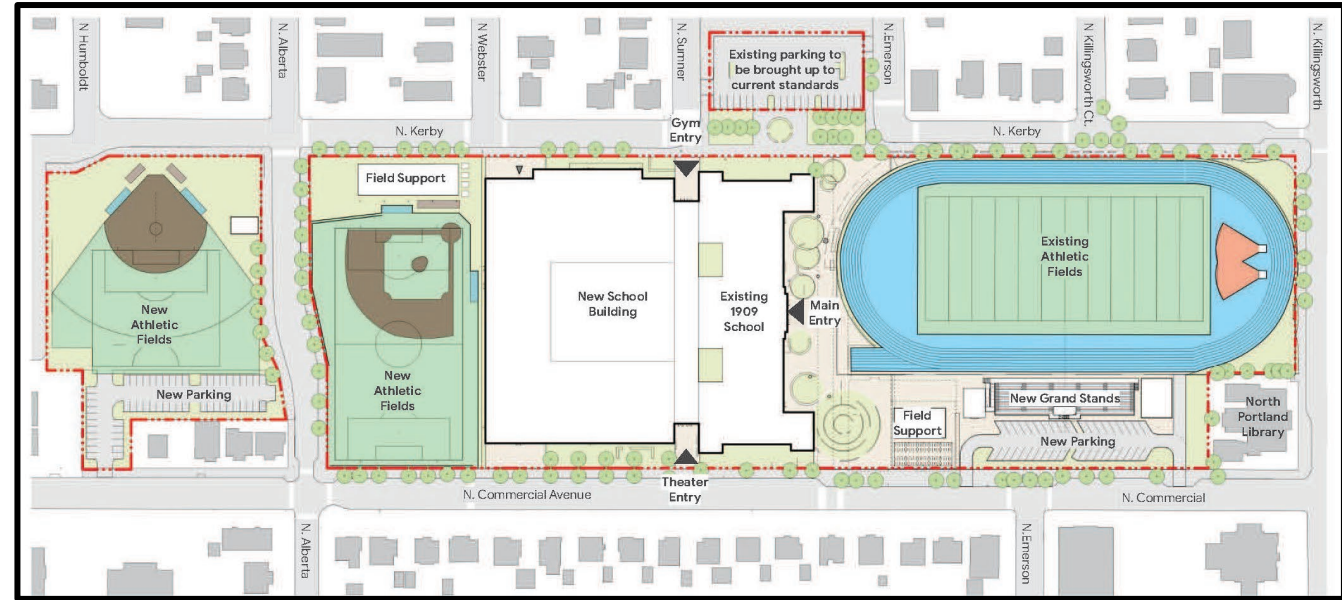 N. Humboldt
N. Alberta
N. Webster
N. Sumner
N.Emerson
N Killingsworth Ct.
N. Killingsworth
Existing parking to
be brought up to
current standards
N. Kerby
Gym
Entry
N. Kerby
Field Support
New
Athletic
Fields
New Parking
New
Athletic
Fields
New School
Building
Existing
1909
School
Main
Entry
Existing
Athletic
Fields
New Grand Stands
Field
Support
New Parking
North
Portland
Library
Theater
Entry
N. Commercial Avenue
N. Commercial
N. Alberta
N.Emerson